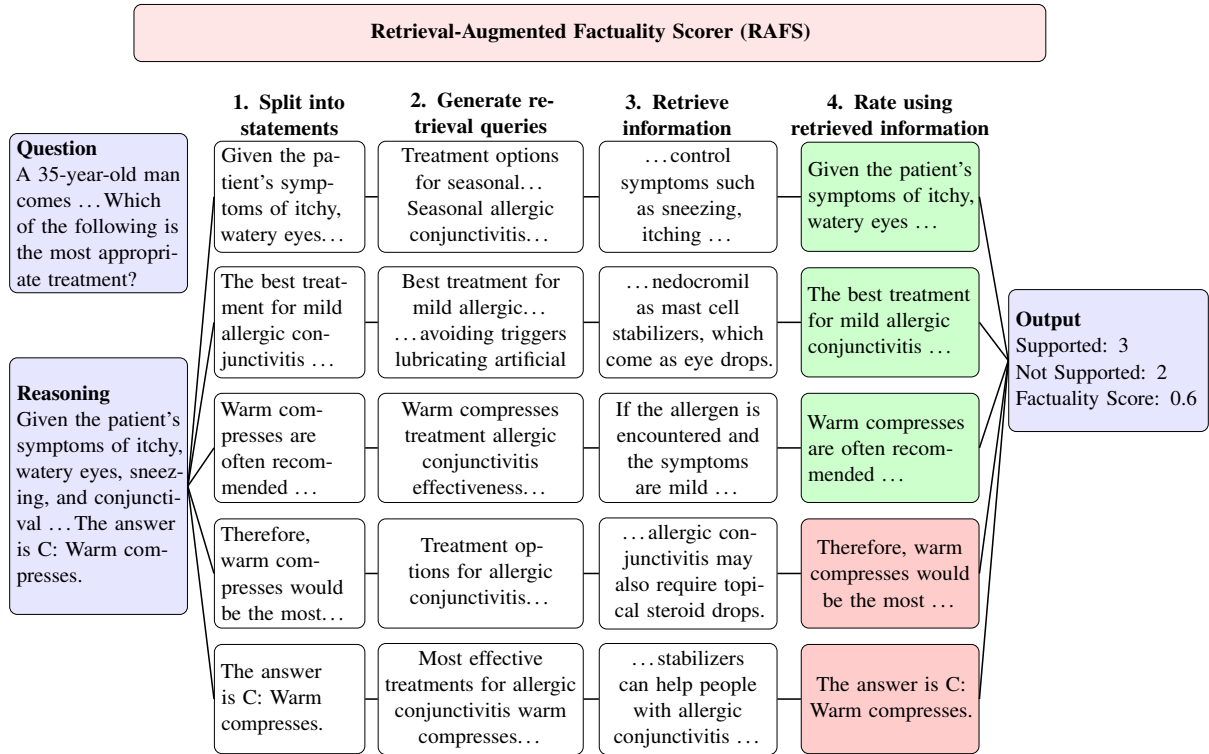 Retrieval-Augmented Factuality Scorer (RAFS)
1. Split into
statements
2. Generate re-
trieval queries
3. Retrieve
information
4. Rate using
retrieved information
Question
A 35-year-old man
comes …Which
of the following is
the most appropri-
ate treatment?
Reasoning
Given the patient's
symptoms of itchy,
watery eyes, sneez-
ing, and conjuncti-
val …The answer
is C: Warm com-
presses.
Given the pa-
tient's symp-
toms of itchy,
watery eyes…
Treatment options
for seasonal…
Seasonal allergic
conjunctivitis…
…control
symptoms such
as sneezing,
itching …
Given the patient's
symptoms of itchy,
watery eyes …
The best treat-
ment for mild
allergic con-
junctivitis …
Best treatment for
mild allergic…
…avoiding triggers
lubricating artificial
…nedocromil
as mast cell
stabilizers, which
come as eye drops.
The best treatment
for mild allergic
conjunctivitis …
Warm com-
presses are
often recom-
mended …
Warm compresses
treatment allergic
conjunctivitis
effectiveness…
If the allergen is
encountered and
the symptoms
are mild …
Warm compresses
are often recom-
mended …
Therefore,
warm com-
presses would
be the most…
Treatment op-
tions for allergic
conjunctivitis…
…allergic con-
junctivitis may
also require topi-
cal steroid drops.
Therefore, warm
compresses would
be the most …
The answer
is C: Warm
compresses.
Most effective
treatments for allergic
conjunctivitis warm
compresses…
…stabilizers
can help people
with allergic
conjunctivitis …
The answer is C:
Warm compresses.
Output
Supported: 3
Not Supported: 2
Factuality Score: 0.6